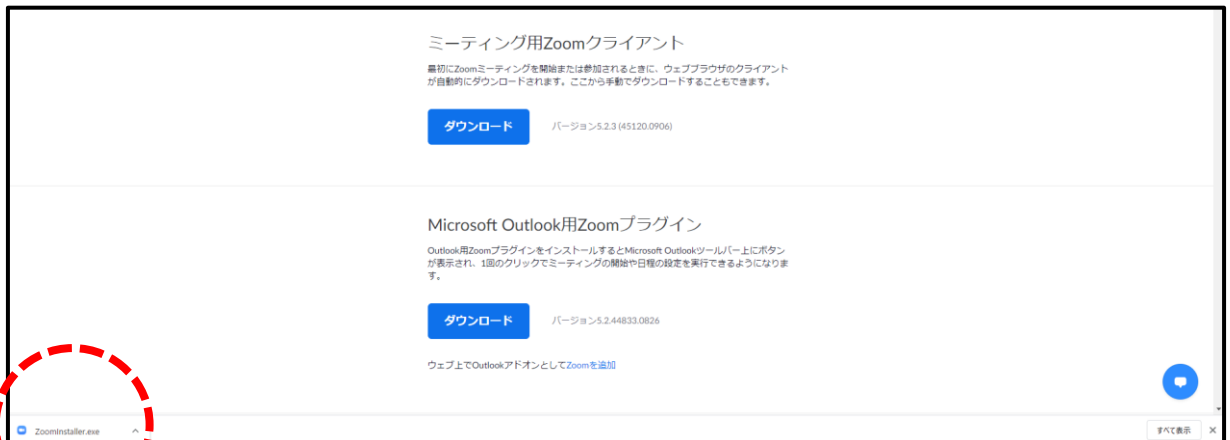 ミーティング用Zoomクライアント
最初にZoomミーティングを開始または参加されるときに、ウェブブラウザのクライアント
が自動的にダウンロードされます。ここから手動でダウンロードすることもできます。
ダウンロード バージョン5.2.3 (45120.0906)
Microsoft Outlook用Zoomプラグイン
Outlook用ZoomプラグインをインストールするとMicrosoft Outlookツールバー上にボタン
が表示され、1回のクリックでミーティングの開始や日程の設定を実行できるようになりま
す。
ダウンロード バージョン5.2.44833.0826
ウェブ上でOutlookアドオンとしてZoomを追加
ZoomInstaller.exe すべて表示